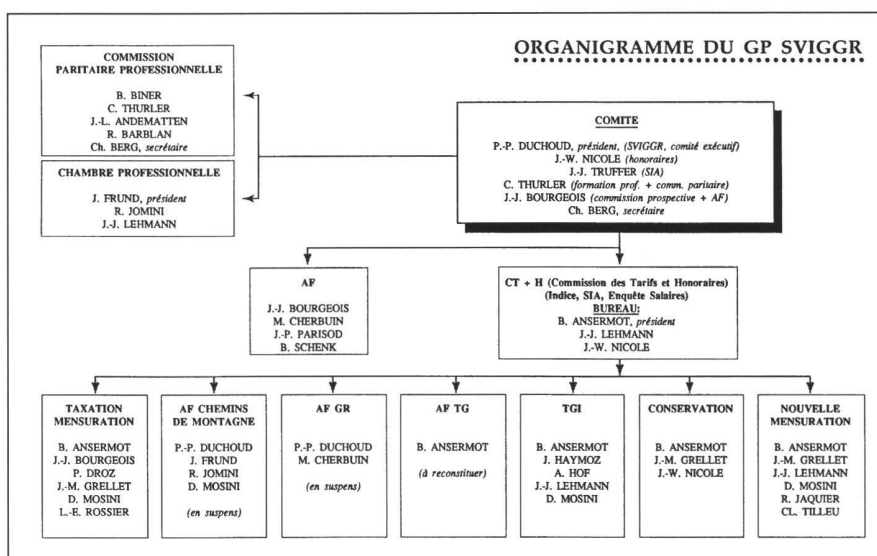 ORGANIGRAMME DU GP SVIGGR
COMMISSION
PARITAIRE PROFESSIONNELLE
B. BINER
C. THURLER
J.-L. ANDEMATTEN
R. BARBLAN
Ch. BERG, secrétaire
CHAMBRE PROFESSIONNELLE
J. FRUND, président
R. JOMINI
J.-J. LEHMANN
COMITE
P.-P. DUCHOUD, président, (SVIGGR, comité exécutif)
J.-W. NICOLE (honoraires)
J.-J. TRUFFER (SIA)
C. THURLER (formation prof. + comm. paritaire)
J.-J. BOURGEOIS (commission prospective + AF)
Ch. BERG, secrétaire
AF
J.-J. BOURGEOIS
M. CHERBUIN
J.-P. PARISOD
B. SCHENK
CT + H (Commission des Tarifs et Honoraires)
(Indice, SIA, Enquête Salaires)
BUREAU:
B. ANSERMOT, président
J.-J. LEHMANN
J.-W. NICOLE
TAXATION
MENSURATION
B. ANSERMOT
J.-J. BOURGEOIS
P. DROZ
J.-M. GRELLET
D. MOSINI
L.-E. ROSSIER
AF CHEMINS
DE MONTAGNE
P.-P. DUCHOUD
J. FRUND
R. JOMINI
D. MOSINI
(en suspens)
AF GR
P.-P. DUCHOUD
M. CHERBUIN
(en suspens)
AF TG
B. ANSERMOT
(à reconstituer)
TGI
B. ANSERMOT
J. HAYMOZ
A. HOF
J.-J. LEHMANN
D. MOSINI
CONSERVATION
B. ANSERMOT
J.-M. GRELLET
J.-W. NICOLE
NOUVELLE
MENSURATION
B. ANSERMOT
J.-M. GRELLET
J.-J. LEHMANN
D. MOSINI
R. JAQUIER
CL. TILLEU